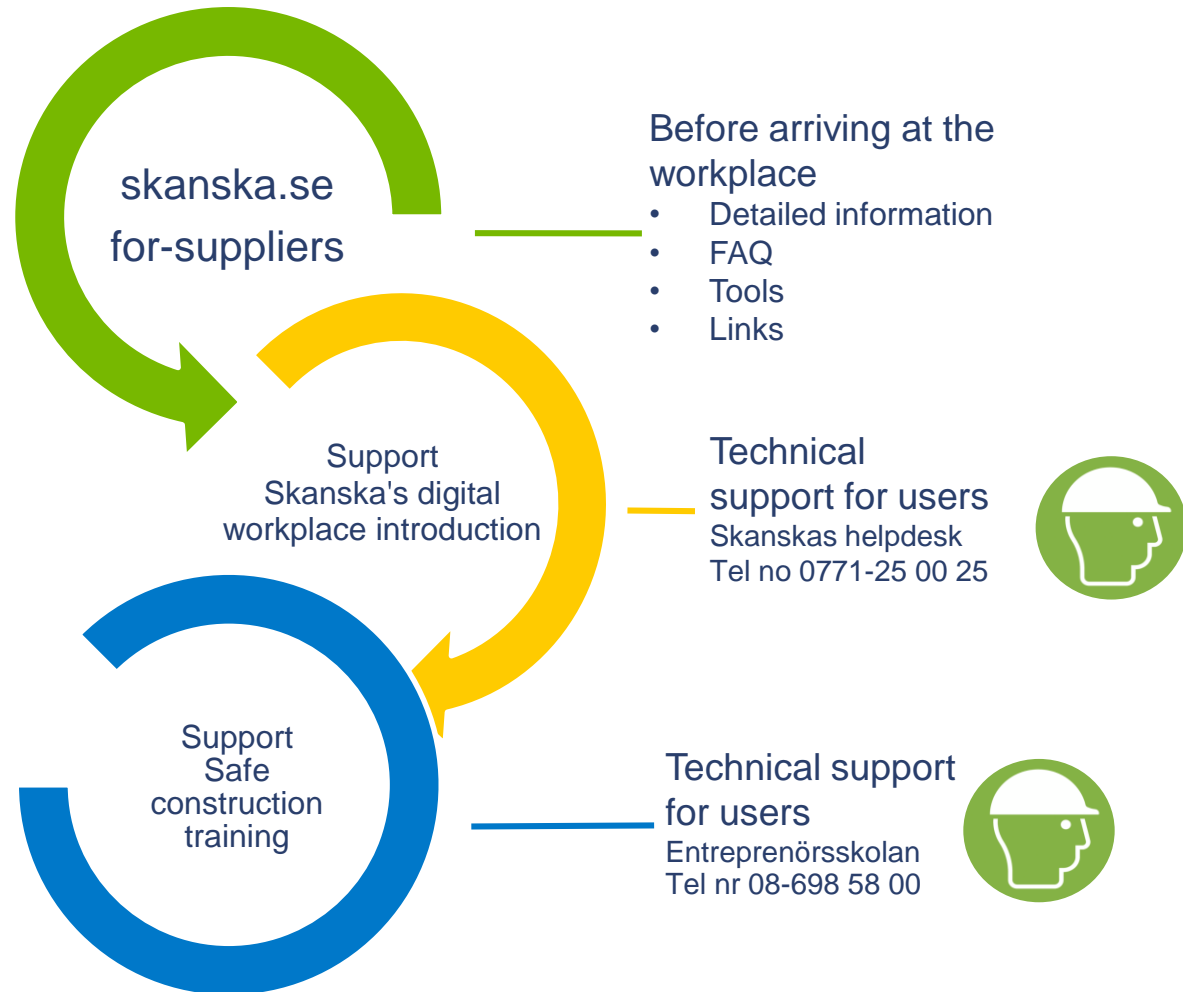 skanska.se
for-suppliers
Before arriving at the
workplace
• Detailed information
• FAQ
• Tools
• Links
Support
Skanska's digital
workplace introduction
Technical
support for users
Skanskas helpdesk
Tel no 0771-25 00 25
Support
Safe
construction
training
Technical support
for users
Entreprenörsskolan
Tel nr 08-698 58 00